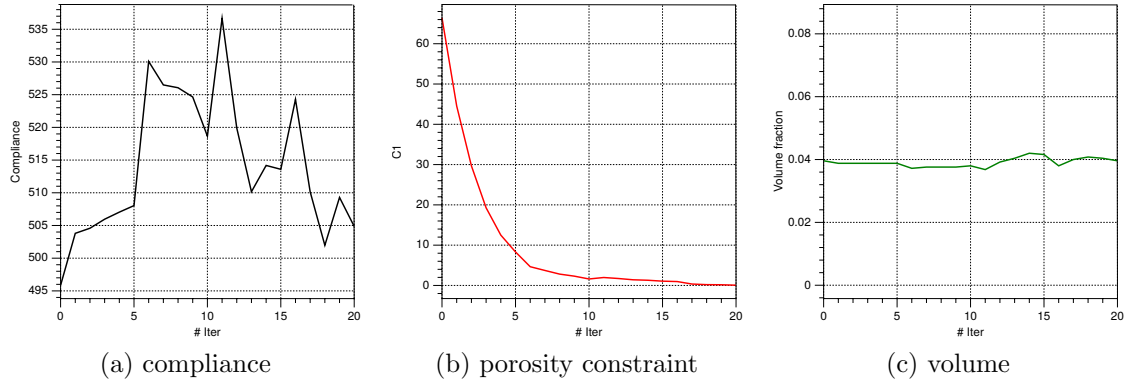 535
530
525
520
515
510
505
500
495
Compliance
0 5 10 15 20
# Iter
(a) compliance
60
50
40
30
20
10
0
C1
0 5 10 15 20
# Iter
(b) porosity constraint
0.08
0.06
0.04
0.02
0
Volume fraction
0 5 10 15 20
# Iter
(c) volume